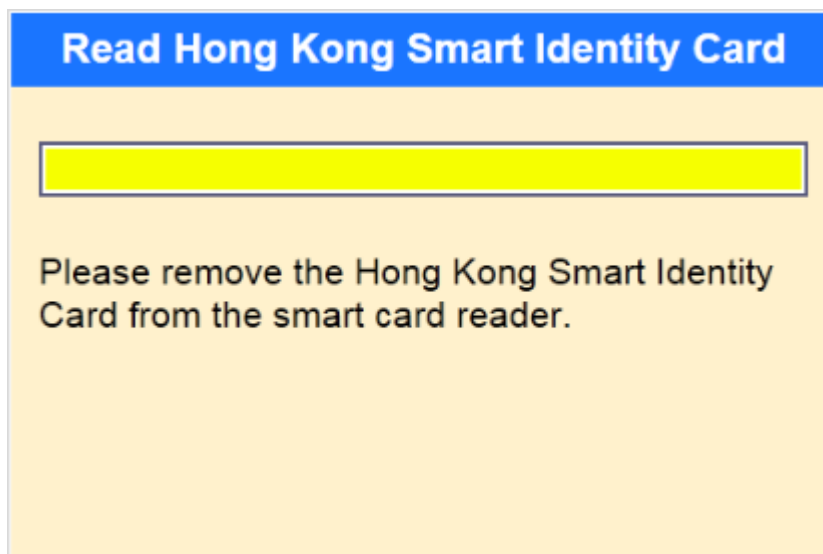 Read Hong Kong Smart Identity Card
Please remove the Hong Kong Smart Identity
Card from the smart card reader.